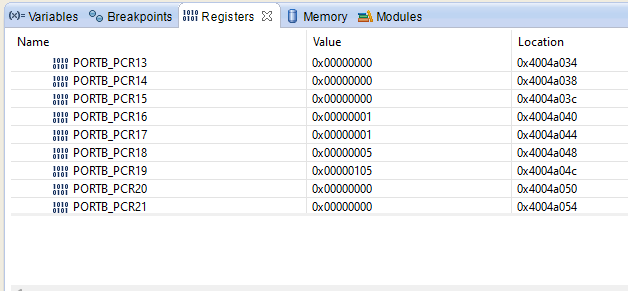 (x)= Variables Breakpoints 1010 0101 Registers Memory Modules
Name Value Location
1010 0101 PORTB_PCR13 0x00000000 0x4004a034
1010 0101 PORTB_PCR14 0x00000000 0x4004a038
1010 0101 PORTB_PCR15 0x00000000 0x4004a03c
1010 0101 PORTB_PCR16 0x00000001 0x4004a040
1010 0101 PORTB_PCR17 0x00000001 0x4004a044
1010 0101 PORTB_PCR18 0x00000005 0x4004a048
1010 0101 PORTB_PCR19 0x00000105 0x4004a04c
1010 0101 PORTB_PCR20 0x00000000 0x4004a050
1010 0101 PORTB_PCR21 0x00000000 0x4004a054